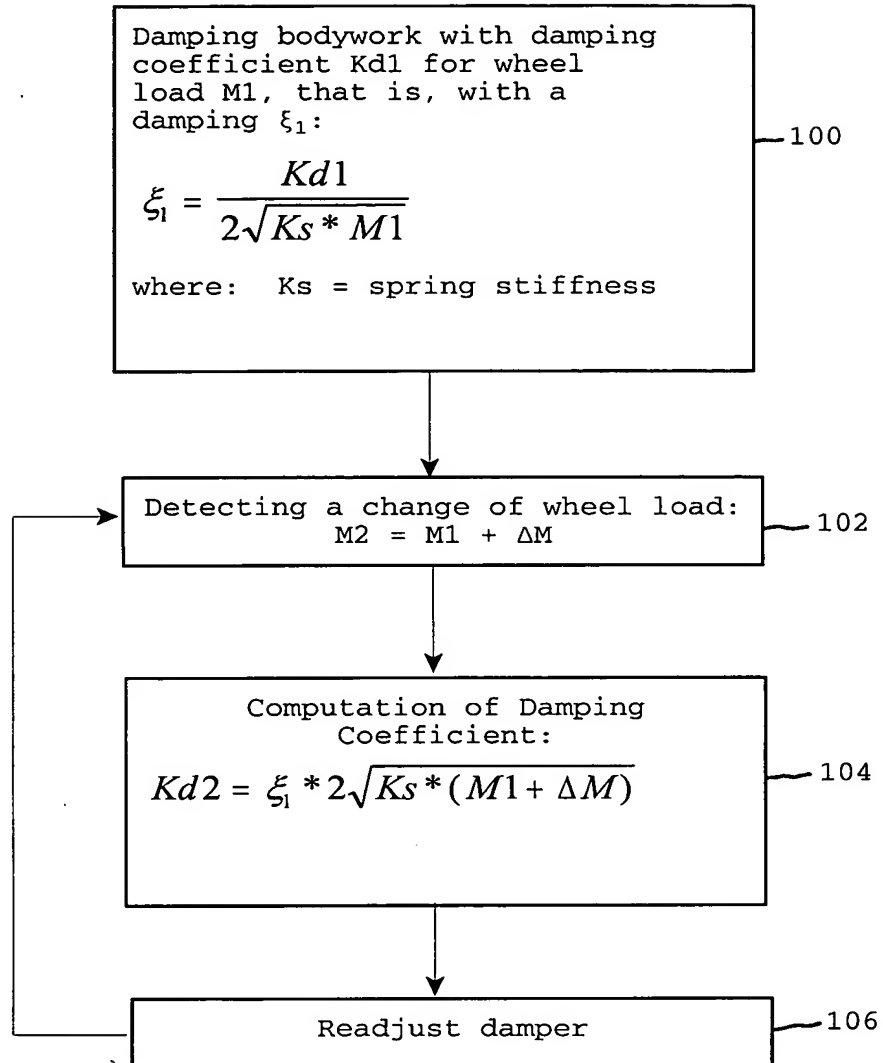 Damping bodywork with damping
coefficient Kd1 for wheel
load M1, that is, with a
damping ξ₁:
ξ₁ = Kd1 / 2√(Ks * M1)
where: Ks = spring stiffness
100
Detecting a change of wheel load:
M2 = M1 + ΔM
102
Computation of Damping
Coefficient:
Kd2 = ξ₁ * 2√(Ks * (M1 + ΔM))
104
Readjust damper
106